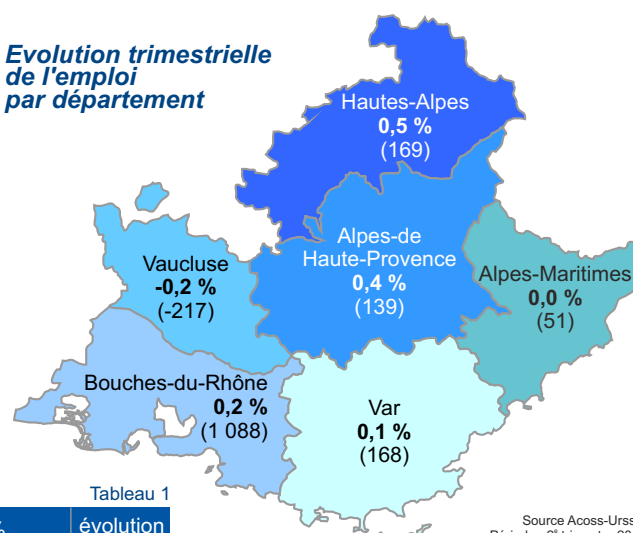 Evolution trimestrielle
de l'emploi
par département
Hautes-Alpes
0,5 %
(169)
Alpes-de
Haute-Provence
0,4 %
(139)
Vaucluse
-0,2 %
(-217)
Alpes-Maritimes
0,0 %
(51)
Bouches-du-Rhône
0,2 %
(1 088)
Var
0,1 %
(168)
Tableau 1
%
évolution
Source Acoss-Urss